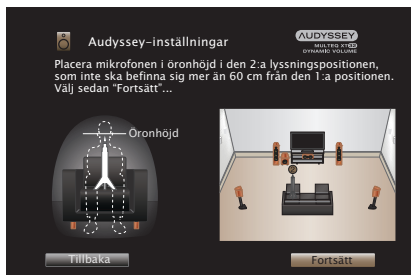 Audyssey-inställningar
AUDYSSEY
MULTEQ XT32
DYNAMIC VOLUME
Placera mikrofonen i öronhöjd i den 2:a lyssningspositionen,
som inte ska befinna sig mer än 60 cm från den 1:a positionen.
Välj sedan “Fortsätt”...
Öronhöjd
Tillbaka
Fortsätt